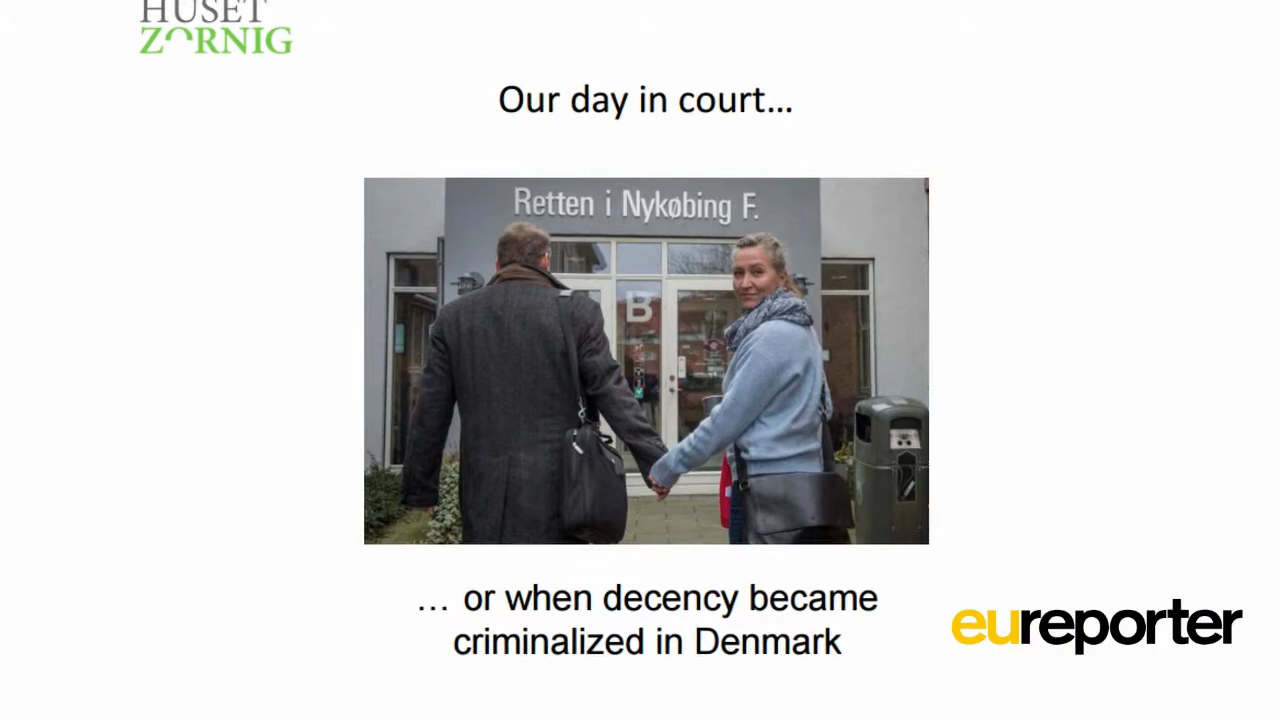 HUSET
ZORNIG
Our day in court…
Retten i Nykøbing F.
B
… or when decency became
criminalized in Denmark
eureporter